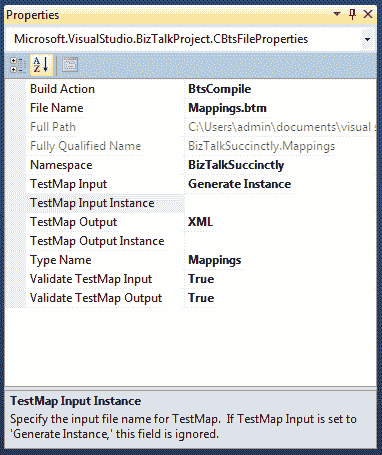 Properties
Microsoft.VisualStudio.BizTalkProject.CBtsFileProperties
Build Action BtsCompile
File Name Mappings.btm
Full Path C:\Users\admin\documents\visual s
Fully Qualified Name BizTalkSuccinctly.Mappings
Namespace BizTalkSuccinctly
TestMap Input Generate Instance
TestMap Input Instance
TestMap Output XML
TestMap Output Instance
Type Name Mappings
Validate TestMap Input True
Validate TestMap Output True
TestMap Input Instance
Specify the input file name for TestMap. If TestMap Input is set to
'Generate Instance,' this field is ignored.